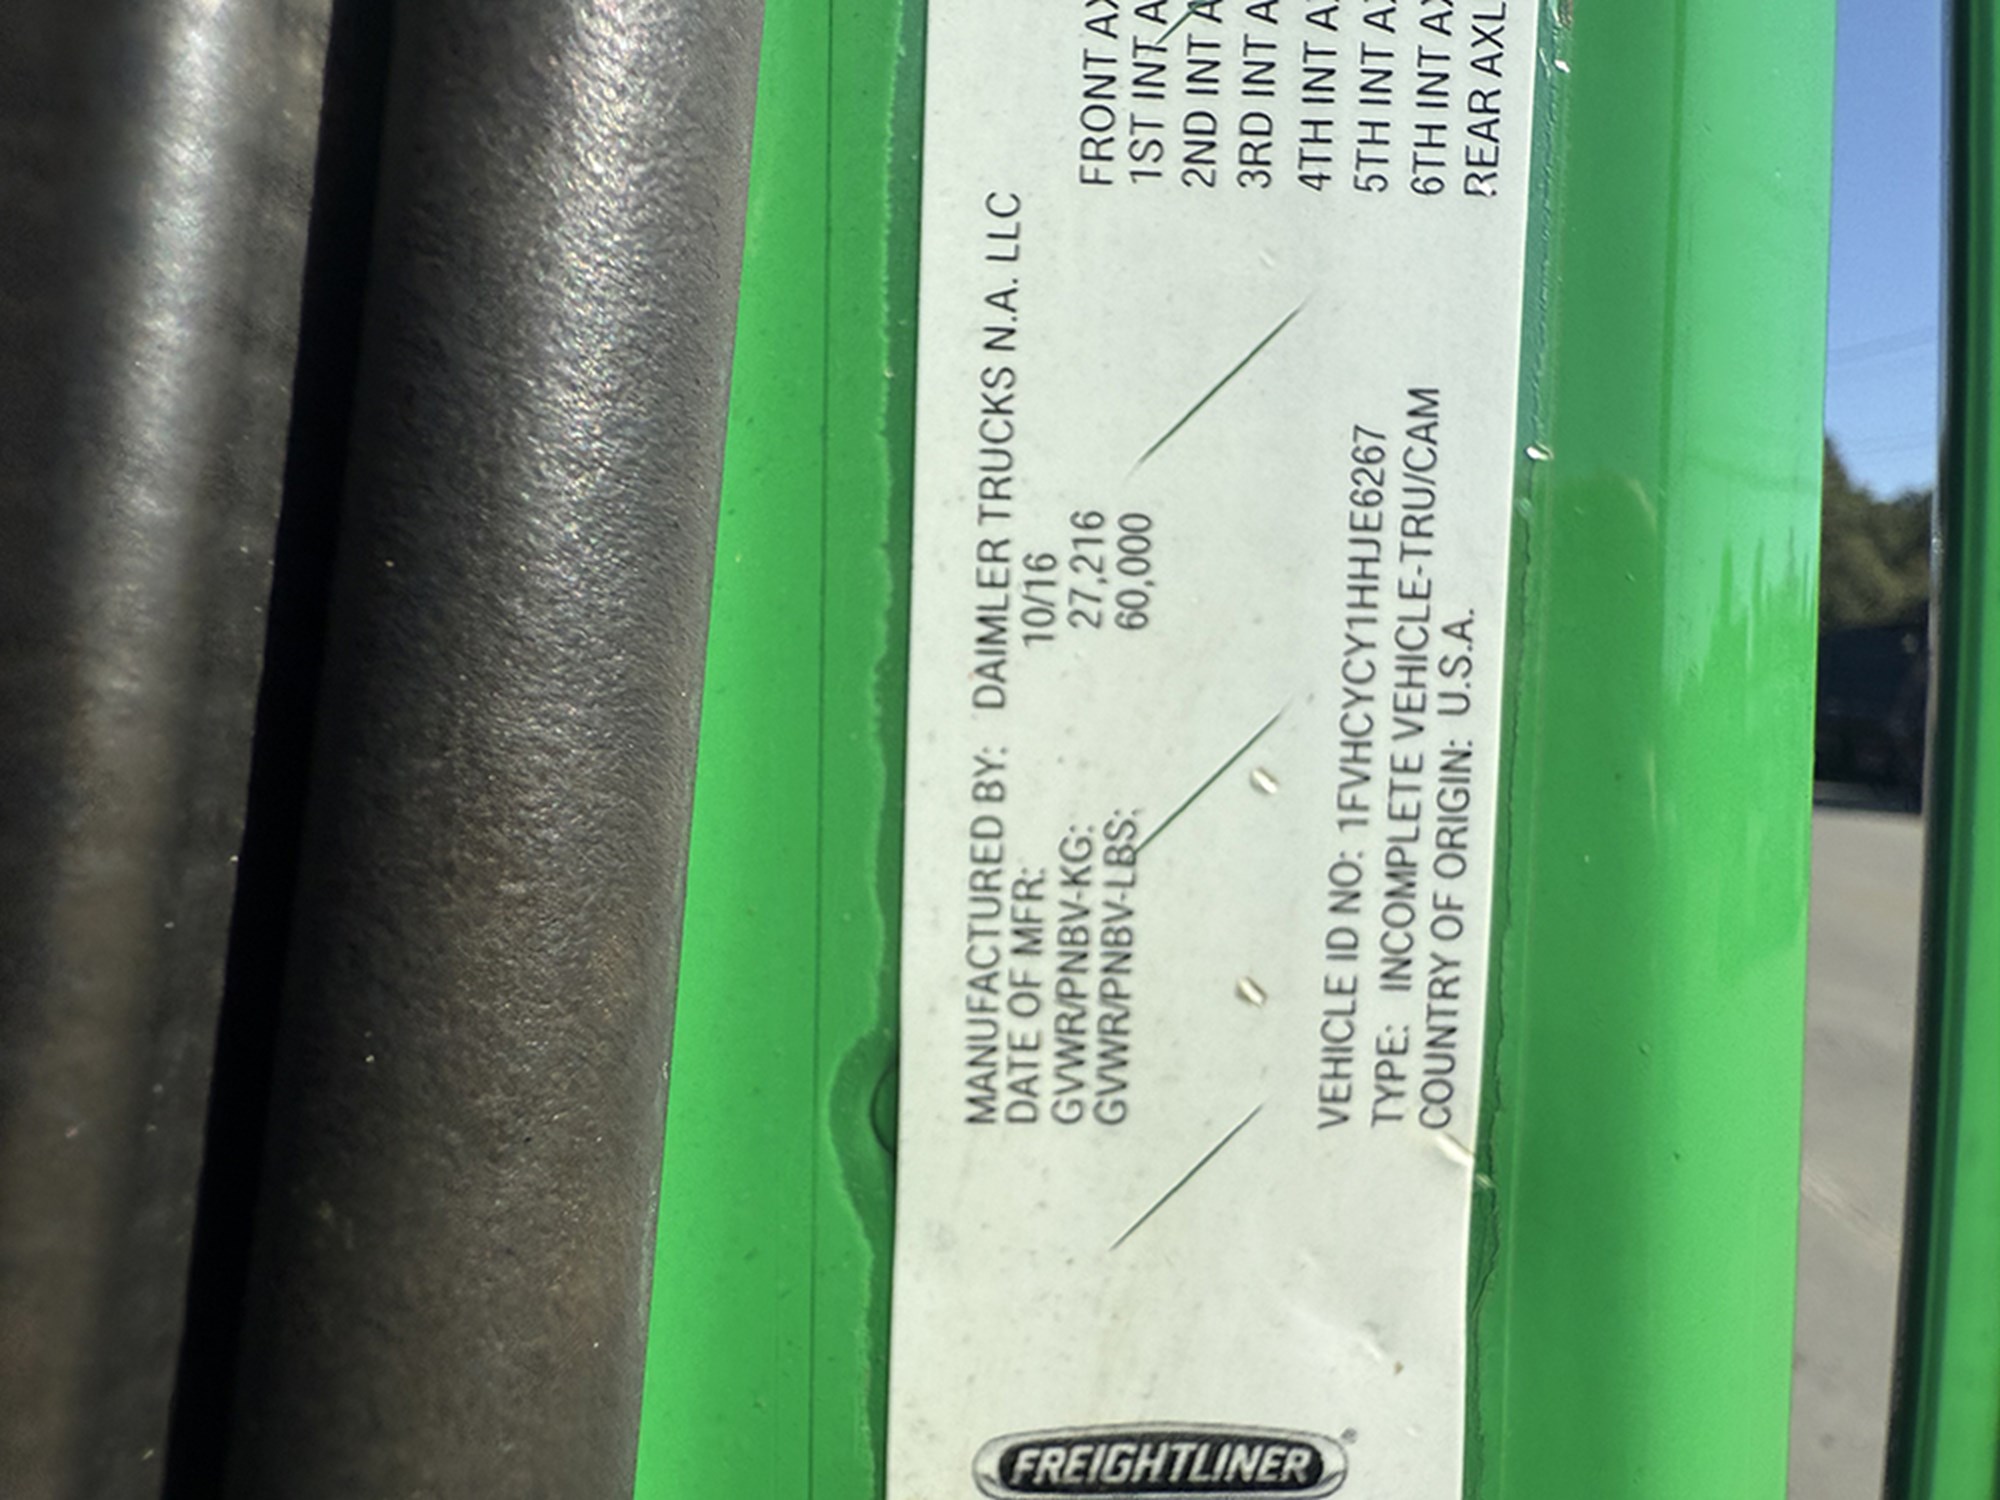 FREIGHTLINER®
MANUFACTURED BY: DAIMLER TRUCKS N.A. LLC
DATE OF MFR: 10/16
GVWR/PNBV-KG: 27,216
GVWR/PNBV-LBS: 60,000
VEHICLE ID NO: 1FVHCYCY1HHJE6267
TYPE: INCOMPLETE VEHICLE-TRU/CAM
COUNTRY OF ORIGIN: U.S.A.
FRONT
1ST INT
2ND INT
3RD INT
4TH INT
5TH INT
6TH INT
REAR AXL